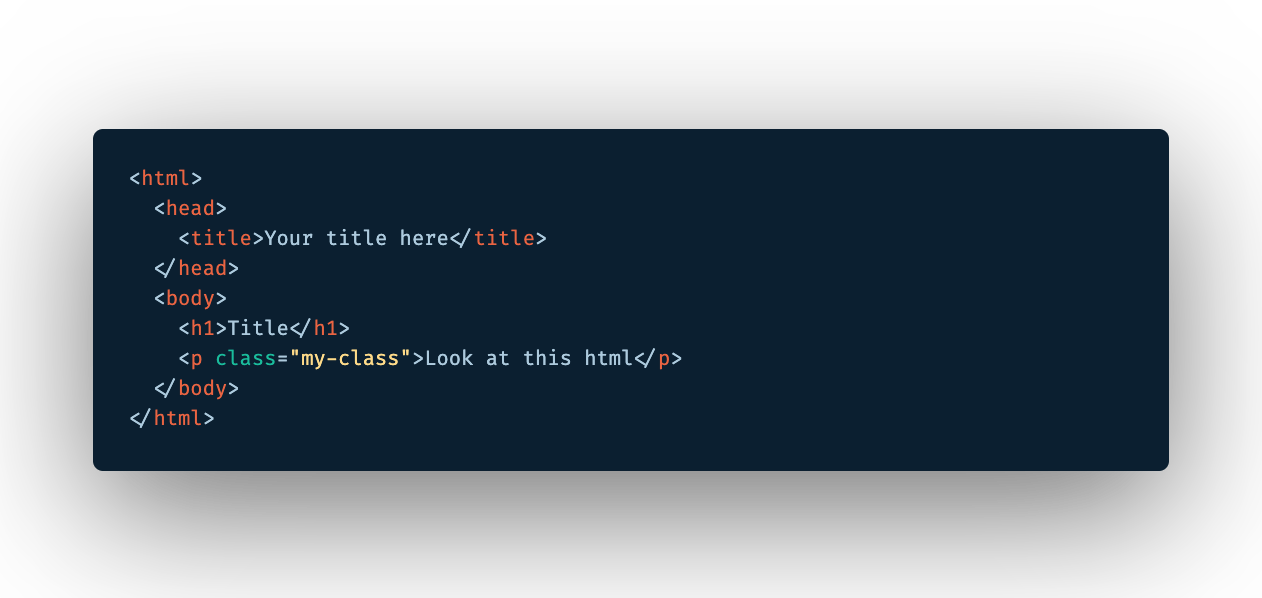 <html>
  <head>
    <title>Your title here</title>
  </head>
  <body>
    <h1>Title</h1>
    <p class="my-class">Look at this html</p>
  </body>
</html>